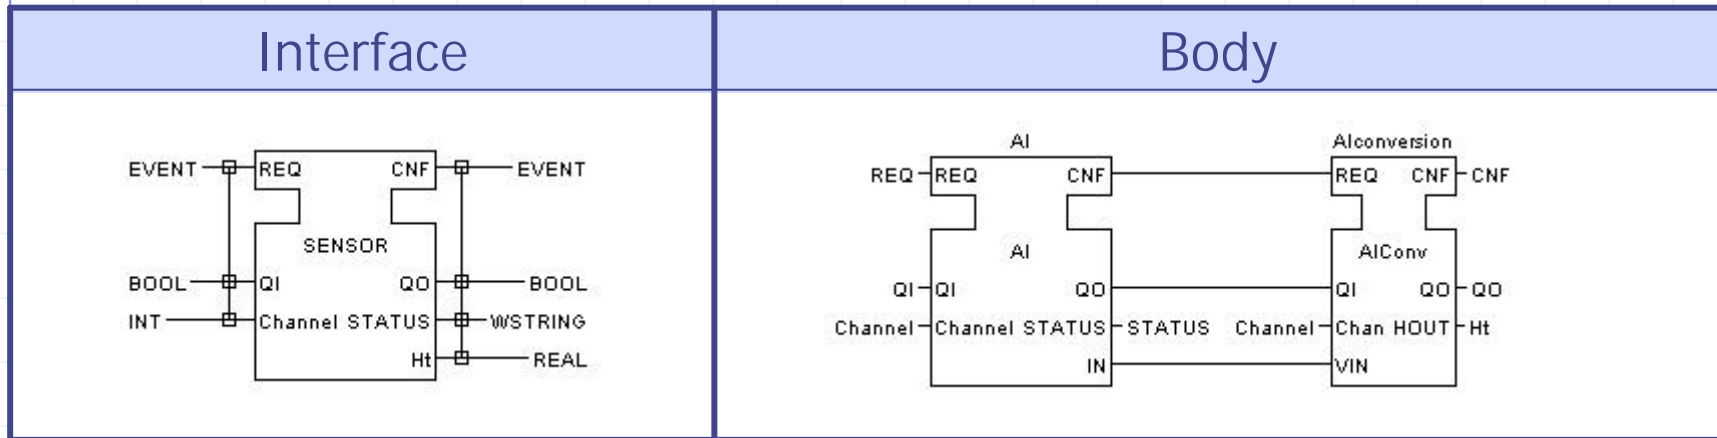 Interface
Body
EVENT REQ CNF EVENT
SENSOR
BOOL QI QO BOOL
INT Channel STATUS WSTRING
Ht REAL
AI AIconversion
REQ REQ CNF REQ CNF CNF
AI AIConv
QI QI QO QI QO QO
Channel Channel STATUS STATUS Channel Chan HOUT Ht
IN VIN